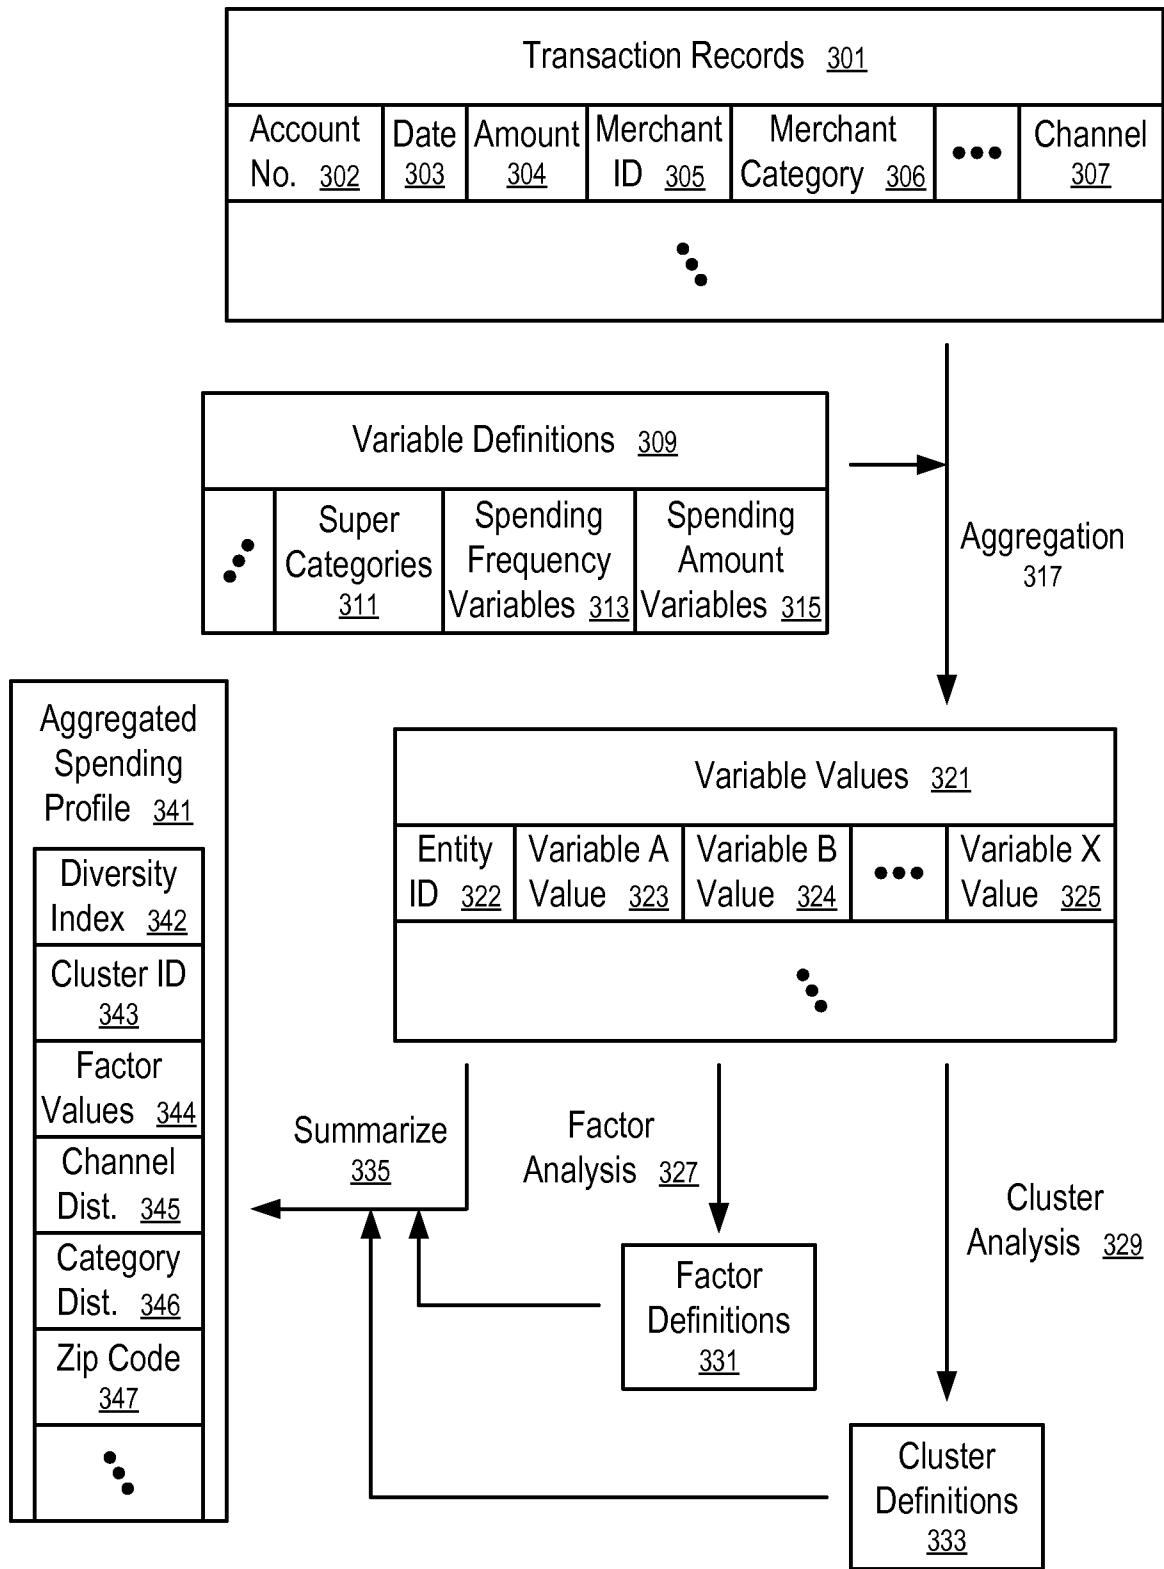 Transaction Records 301
Account
No. 302
Date
303
Amount
304
Merchant
ID 305
Merchant
Category 306
Channel
307
Variable Definitions 309
Super
Categories
311
Spending
Frequency
Variables 313
Spending
Amount
Variables 315
Aggregation
317
Aggregated
Spending
Profile 341
Diversity
Index 342
Cluster ID
343
Factor
Values 344
Channel
Dist. 345
Category
Dist. 346
Zip Code
347
Variable Values 321
Entity
ID 322
Variable A
Value 323
Variable B
Value 324
Variable X
Value 325
Summarize
335
Factor
Analysis 327
Cluster
Analysis 329
Factor
Definitions
331
Cluster
Definitions
333